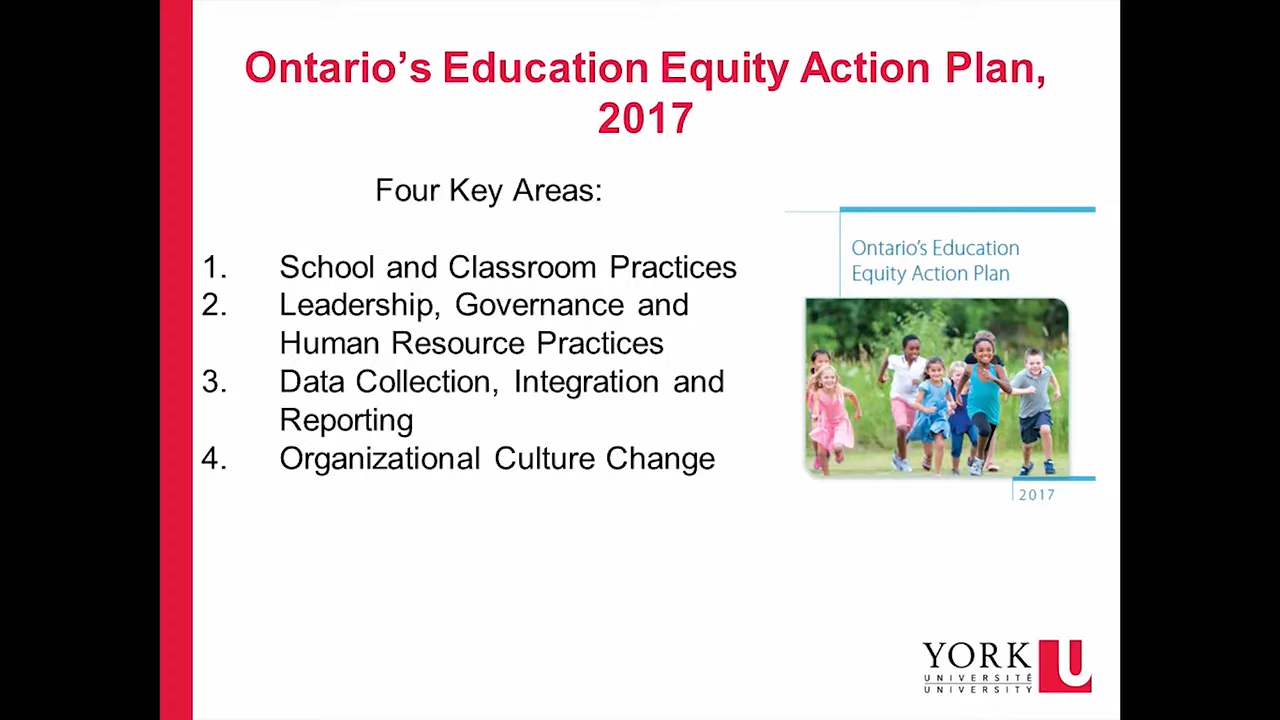 Ontario’s Education Equity Action Plan,
2017
Four Key Areas:
1. School and Classroom Practices
2. Leadership, Governance and
Human Resource Practices
3. Data Collection, Integration and
Reporting
4. Organizational Culture Change
Ontario’s Education
Equity Action Plan
2017
YORK U
UNIVERSITÉ
UNIVERSITY